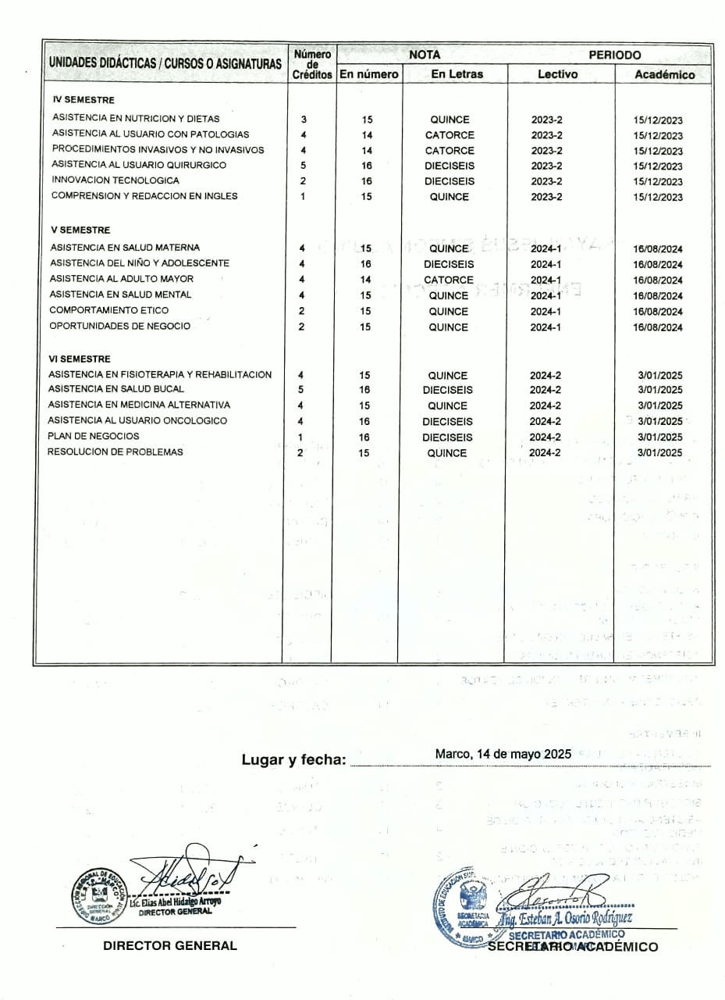 UNIDADES DIDÁCTICAS / CURSOS O ASIGNATURAS Número de Créditos NOTA PERIODO
En número En Letras Lectivo Académico
IV SEMESTRE
ASISTENCIA EN NUTRICION Y DIETAS 3 15 QUINCE 2023-2 15/12/2023
ASISTENCIA AL USUARIO CON PATOLOGIAS 4 14 CATORCE 2023-2 15/12/2023
PROCEDIMIENTOS INVASIVOS Y NO INVASIVOS 4 14 CATORCE 2023-2 15/12/2023
ASISTENCIA AL USUARIO QUIRURGICO 5 16 DIECISEIS 2023-2 15/12/2023
INNOVACION TECNOLOGICA 2 16 DIECISEIS 2023-2 15/12/2023
COMPRENSION Y REDACCION EN INGLES 1 15 QUINCE 2023-2 15/12/2023
V SEMESTRE
ASISTENCIA EN SALUD MATERNA 4 15 QUINCE 2024-1 16/08/2024
ASISTENCIA DEL NIÑO Y ADOLESCENTE 4 16 DIECISEIS 2024-1 16/08/2024
ASISTENCIA AL ADULTO MAYOR 4 14 CATORCE 2024-1 16/08/2024
ASISTENCIA EN SALUD MENTAL 4 15 QUINCE 2024-1 16/08/2024
COMPORTAMIENTO ETICO 2 15 QUINCE 2024-1 16/08/2024
OPORTUNIDADES DE NEGOCIO 2 15 QUINCE 2024-1 16/08/2024
VI SEMESTRE
ASISTENCIA EN FISIOTERAPIA Y REHABILITACION 4 15 QUINCE 2024-2 3/01/2025
ASISTENCIA EN SALUD BUCAL 5 16 DIECISEIS 2024-2 3/01/2025
ASISTENCIA EN MEDICINA ALTERNATIVA 4 15 QUINCE 2024-2 3/01/2025
ASISTENCIA AL USUARIO ONCOLOGICO 4 16 DIECISEIS 2024-2 3/01/2025
PLAN DE NEGOCIOS 1 16 DIECISEIS 2024-2 3/01/2025
RESOLUCION DE PROBLEMAS 2 15 QUINCE 2024-2 3/01/2025
Lugar y fecha: Marco, 14 de mayo 2025
Lic. Elias Abel Hidalgo Arroyo
DIRECTOR GENERAL
DIRECTOR GENERAL
SECRETARIA
ACADÉMICA
MARCO
Ing. Esteban A. Osorio Rodríguez
SECRETARIO ACADÉMICO
SECRETARIO ACADÉMICO